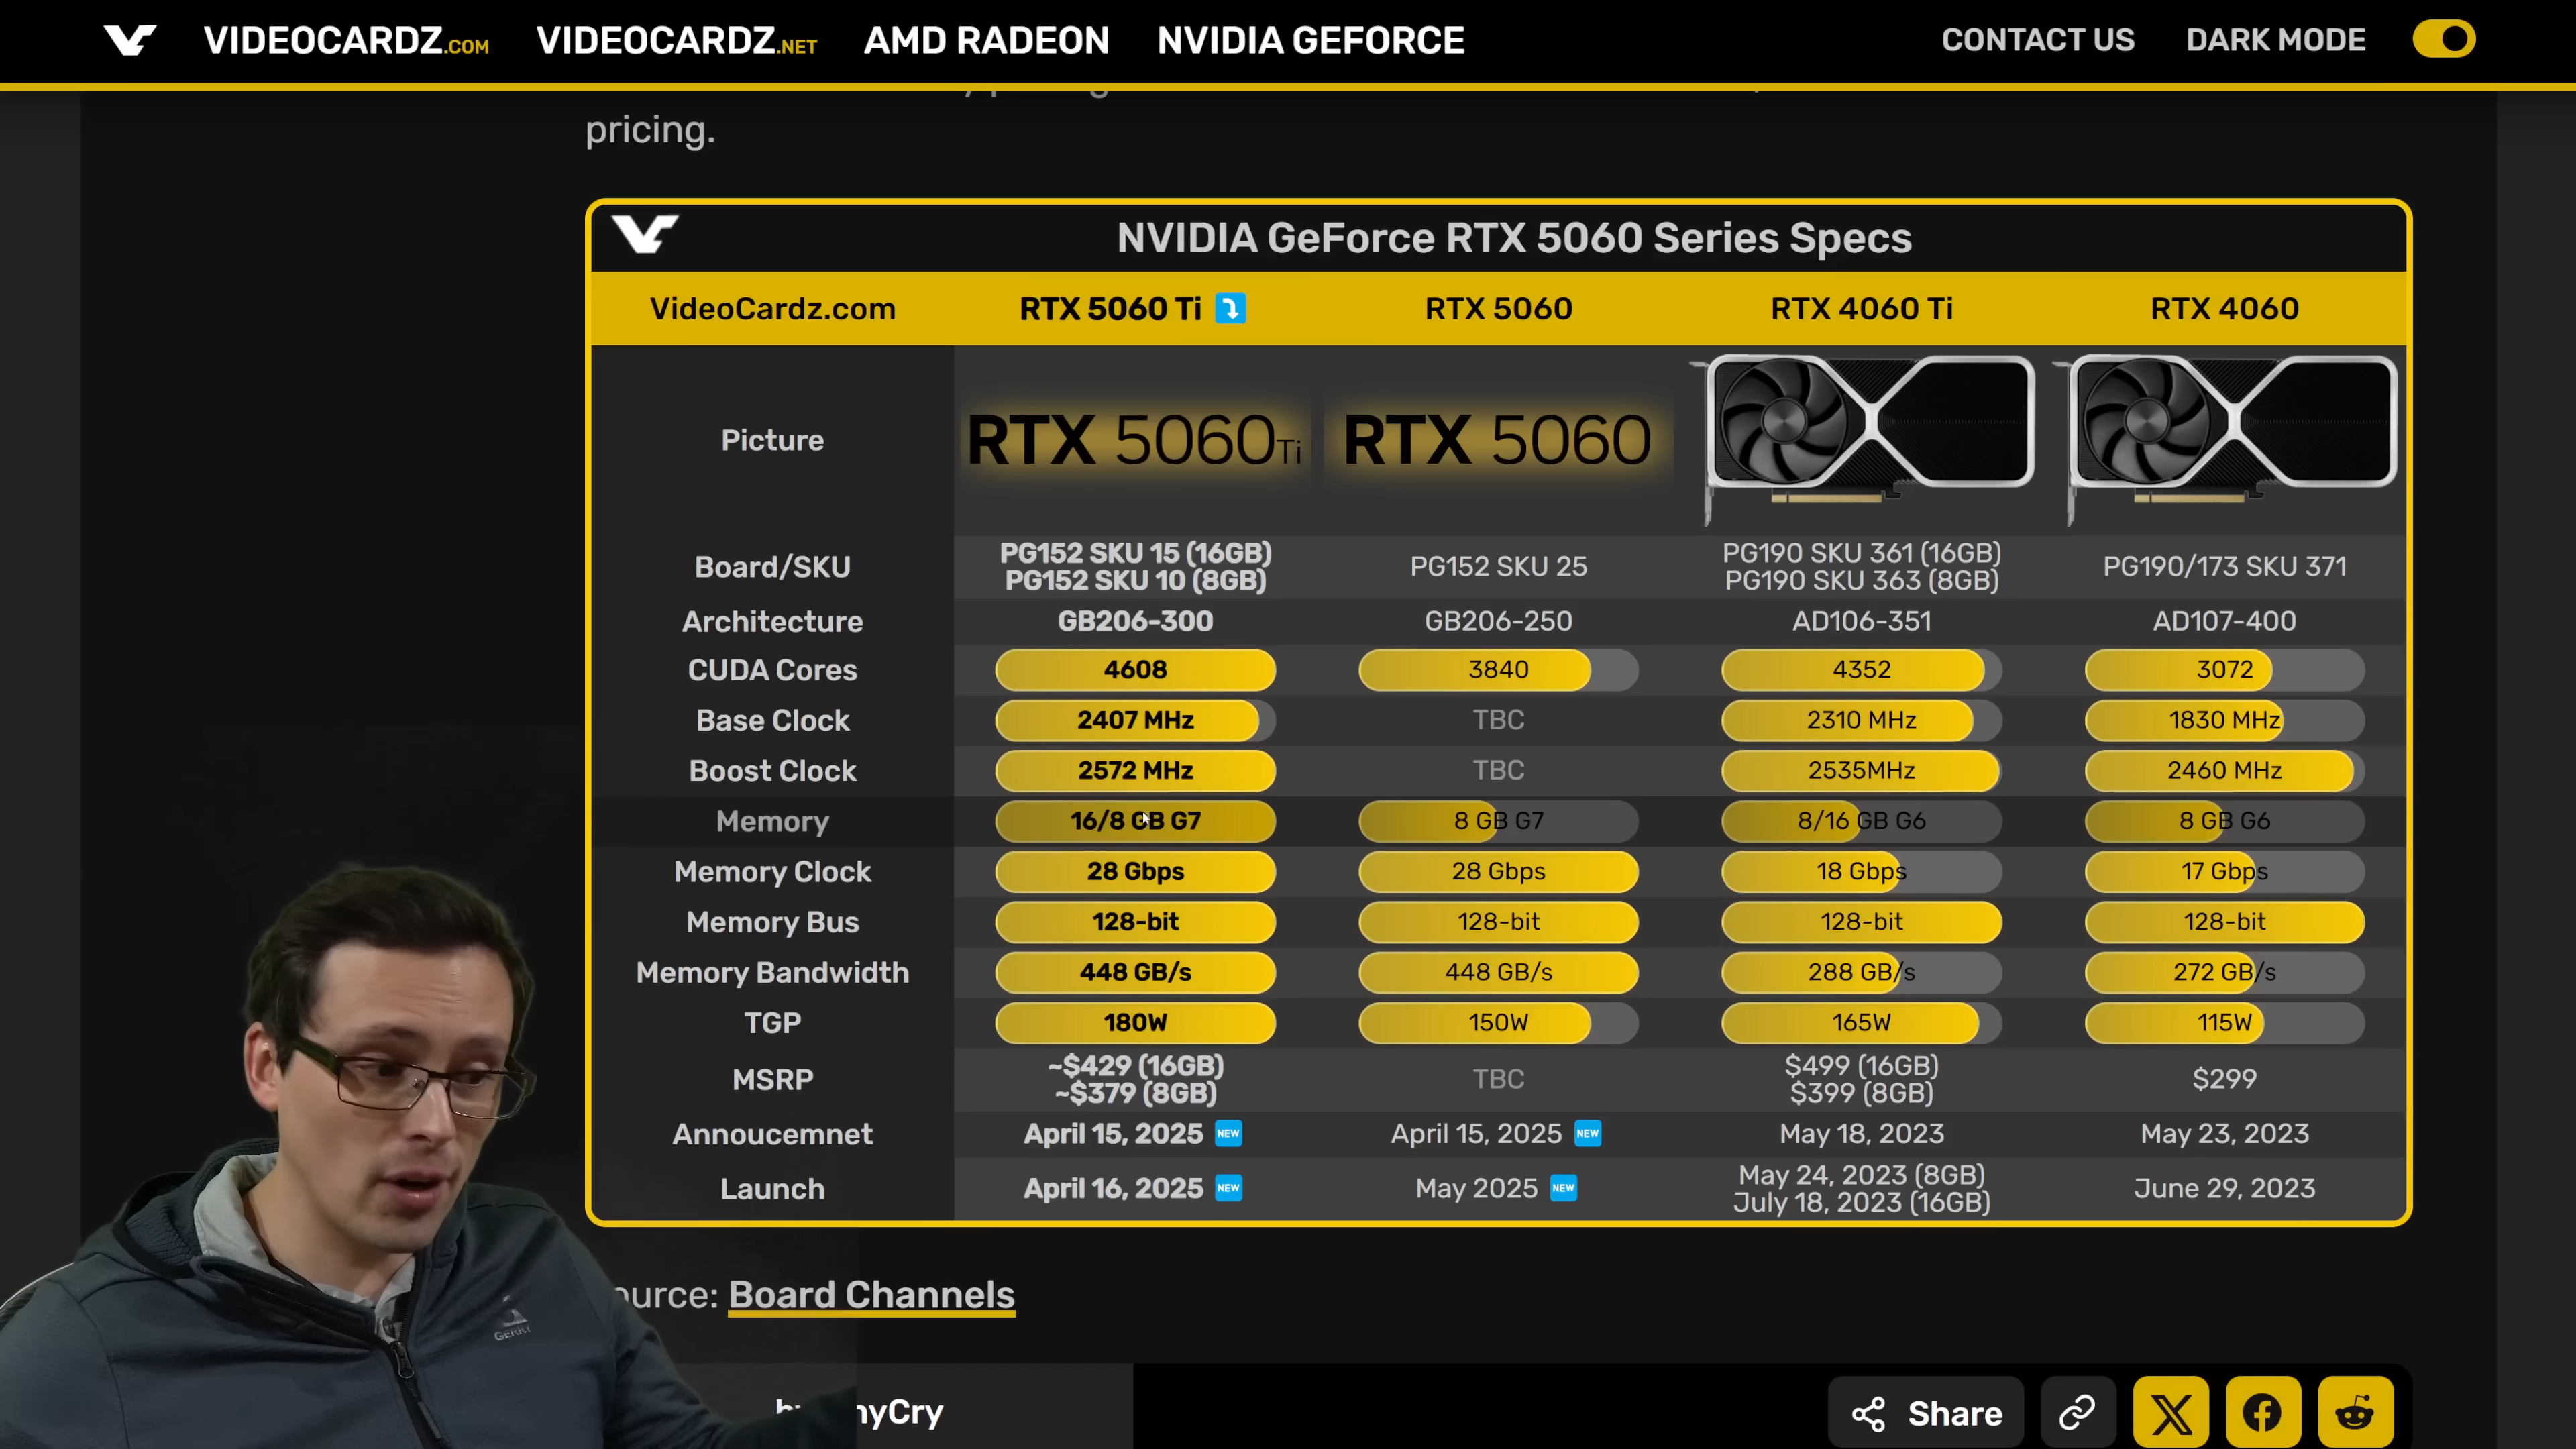 VIDEOCARDZ.COM VIDEOCARDZ.NET AMD RADEON NVIDIA GEFORCE CONTACT US DARK MODE
pricing.
NVIDIA GeForce RTX 5060 Series Specs
VideoCardz.com RTX 5060 Ti RTX 5060 RTX 4060 Ti RTX 4060
Picture RTX 5060 Ti RTX 5060
Board/SKU PG152 SKU 15 (16GB) PG152 SKU 25 PG190 SKU 361 (16GB) PG190/173 SKU 371
PG152 SKU 10 (8GB) PG190 SKU 363 (8GB)
Architecture GB206-300 GB206-250 AD106-351 AD107-400
CUDA Cores 4608 3840 4352 3072
Base Clock 2407 MHz TBC 2310 MHz 1830 MHz
Boost Clock 2572 MHz TBC 2535MHz 2460 MHz
Memory 16/8 GB G7 8 GB G7 8/16 GB G6 8 GB G6
Memory Clock 28 Gbps 28 Gbps 18 Gbps 17 Gbps
Memory Bus 128-bit 128-bit 128-bit 128-bit
Memory Bandwidth 448 GB/s 448 GB/s 288 GB/s 272 GB/s
TGP 180W 150W 165W 115W
MSRP ~$429 (16GB) TBC $499 (16GB) $299
~$379 (8GB) $399 (8GB)
Annoucemnet April 15, 2025 NEW April 15, 2025 NEW May 18, 2023 May 23, 2023
Launch April 16, 2025 NEW May 2025 NEW May 24, 2023 (8GB) June 29, 2023
July 18, 2023 (16GB)
ource: Board Channels
nyCry Share